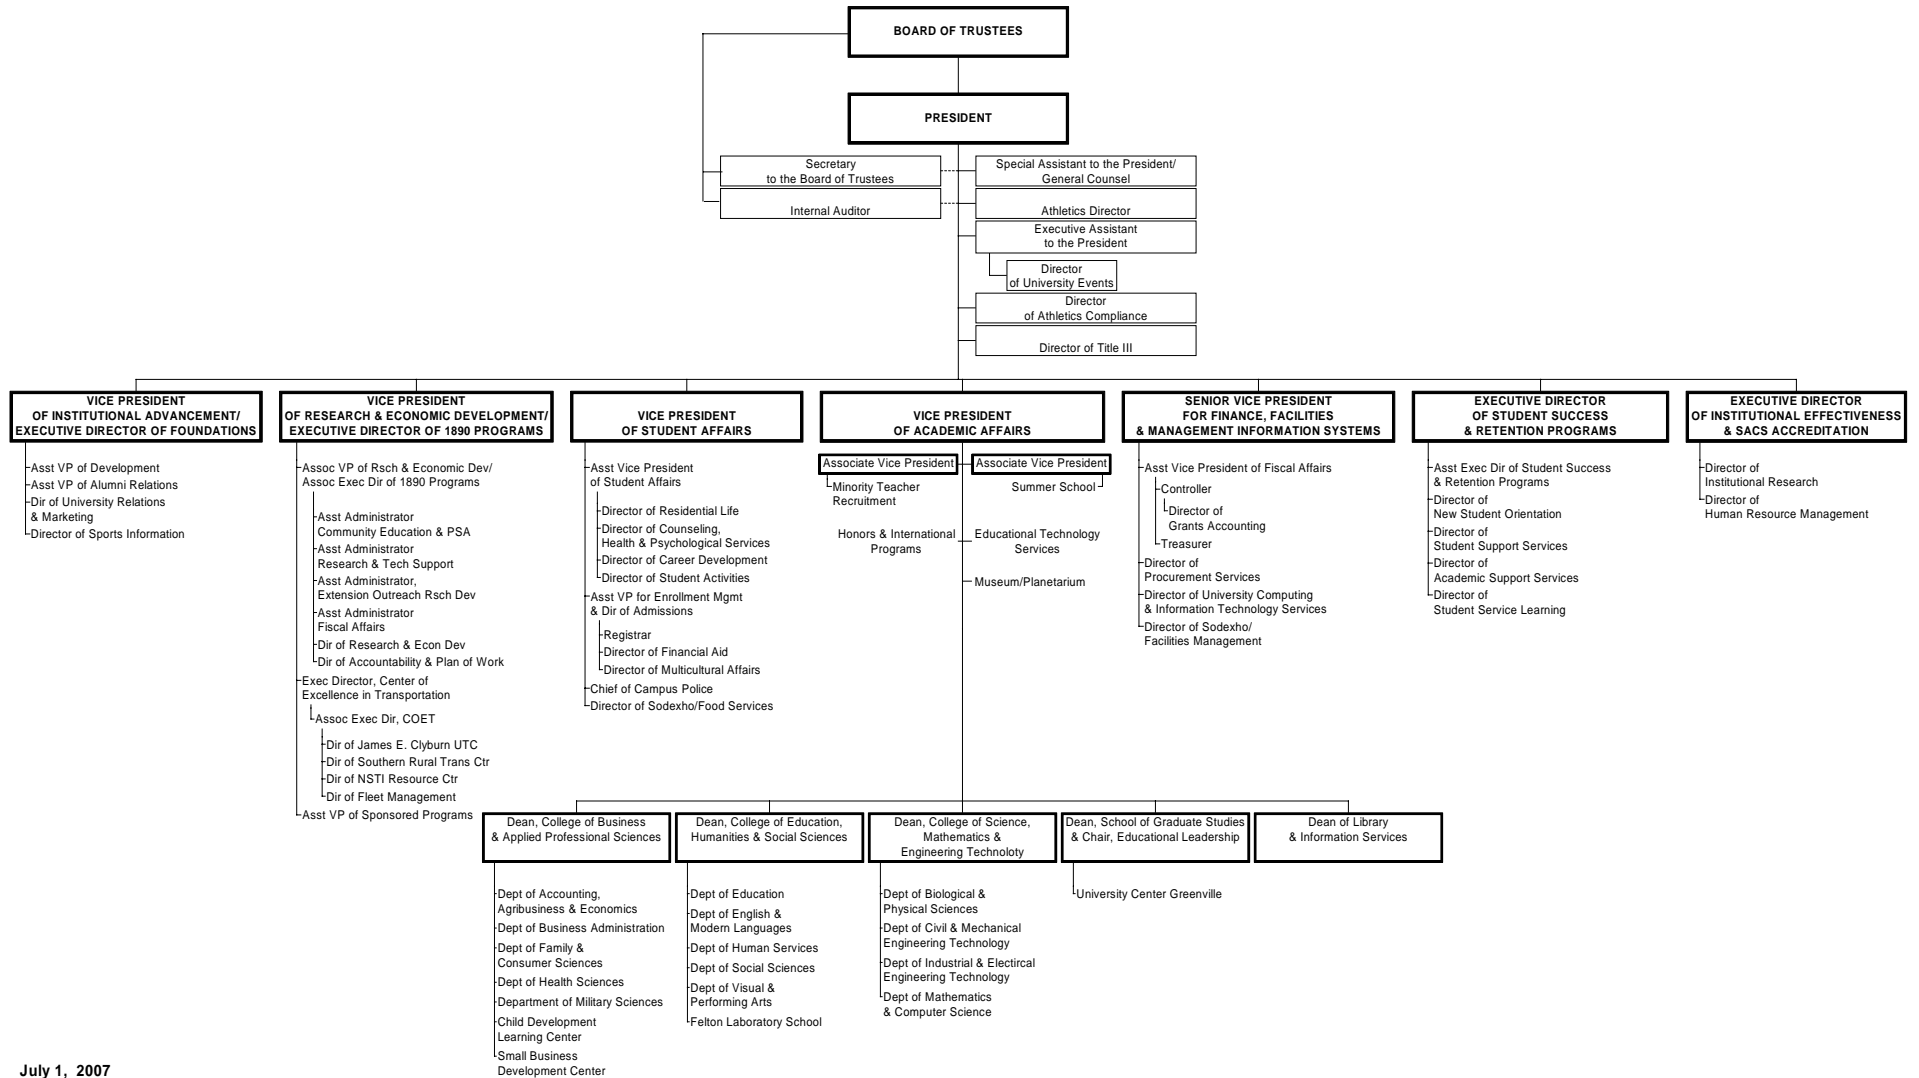 BOARD OF TRUSTEES
PRESIDENT
Secretary
to the Board of Trustees
Special Assistant to the President/
General Counsel
Internal Auditor
Athletics Director
Executive Assistant
to the President
Director
of University Events
Director
of Athletics Compliance
Director of Title III
VICE PRESIDENT
OF INSTITUTIONAL ADVANCEMENT/
EXECUTIVE DIRECTOR OF FOUNDATIONS
Asst VP of Development
Asst VP of Alumni Relations
Dir of University Relations
& Marketing
Director of Sports Information
VICE PRESIDENT
OF RESEARCH & ECONOMIC DEVELOPMENT/
EXECUTIVE DIRECTOR OF 1890 PROGRAMS
Assoc VP of Rsch & Economic Dev/
Assoc Exec Dir of 1890 Programs
Asst Administrator
Community Education & PSA
Asst Administrator
Research & Tech Support
Asst Administrator,
Extension Outreach Rsch Dev
Asst Administrator
Fiscal Affairs
Dir of Research & Econ Dev
Dir of Accountability & Plan of Work
Exec Director, Center of
Excellence in Transportation
Assoc Exec Dir, COET
Dir of James E. Clyburn UTC
Dir of Southern Rural Trans Ctr
Dir of NSTI Resource Ctr
Dir of Fleet Management
Asst VP of Sponsored Programs
VICE PRESIDENT
OF STUDENT AFFAIRS
Asst Vice President
of Student Affairs
Director of Residential Life
Director of Counseling,
Health & Psychological Services
Director of Career Development
Director of Student Activities
Asst VP for Enrollment Mgmt
& Dir of Admissions
Registrar
Director of Financial Aid
Director of Multicultural Affairs
Chief of Campus Police
Director of Sodexho/Food Services
VICE PRESIDENT
OF ACADEMIC AFFAIRS
Associate Vice President
Minority Teacher
Recruitment
Associate Vice President
Summer School
Honors & International
Programs
Educational Technology
Services
Museum/Planetarium
SENIOR VICE PRESIDENT
FOR FINANCE, FACILITIES
& MANAGEMENT INFORMATION SYSTEMS
Asst Vice President of Fiscal Affairs
Controller
Director of
Grants Accounting
Treasurer
Director of
Procurement Services
Director of University Computing
& Information Technology Services
Director of Sodexho/
Facilities Management
EXECUTIVE DIRECTOR
OF STUDENT SUCCESS
& RETENTION PROGRAMS
Asst Exec Dir of Student Success
& Retention Programs
Director of
New Student Orientation
Director of
Student Support Services
Director of
Academic Support Services
Director of
Student Service Learning
EXECUTIVE DIRECTOR
OF INSTITUTIONAL EFFECTIVENESS
& SACS ACCREDITATION
Director of
Institutional Research
Director of
Human Resource Management
Dean, College of Business
& Applied Professional Sciences
Dept of Accounting,
Agribusiness & Economics
Dept of Business Administration
Dept of Family &
Consumer Sciences
Dept of Health Sciences
Department of Military Sciences
Child Development
Learning Center
Small Business
Development Center
Dean, College of Education,
Humanities & Social Sciences
Dept of Education
Dept of English &
Modern Languages
Dept of Human Services
Dept of Social Sciences
Dept of Visual &
Performing Arts
Felton Laboratory School
Dean, College of Science,
Mathematics &
Engineering Technoloty
Dept of Biological &
Physical Sciences
Dept of Civil & Mechanical
Engineering Technology
Dept of Industrial & Electircal
Engineering Technology
Dept of Mathematics
& Computer Science
Dean, School of Graduate Studies
& Chair, Educational Leadership
University Center Greenville
Dean of Library
& Information Services
July 1, 2007